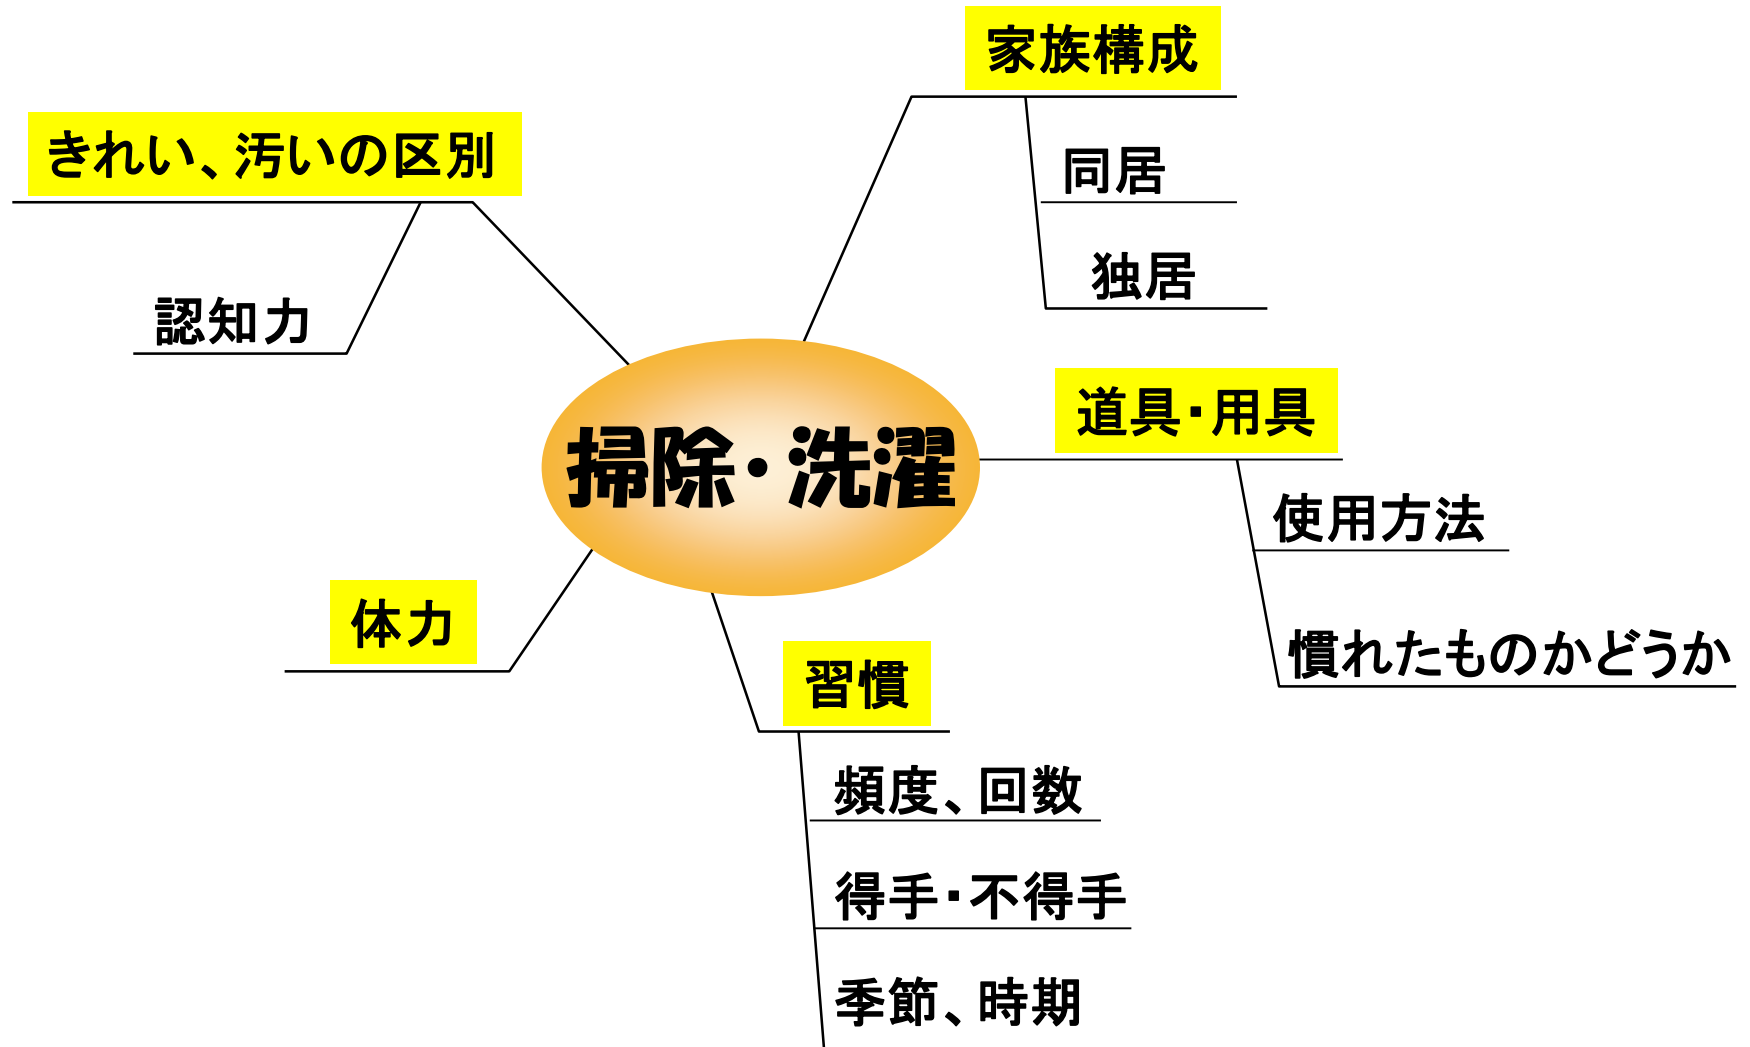 家族構成
同居
独居
きれい、汚いの区別
認知力
掃除・洗濯
道具・用具
使用方法
慣れたものかどうか
体力
習慣
頻度、回数
得手・不得手
季節、時期